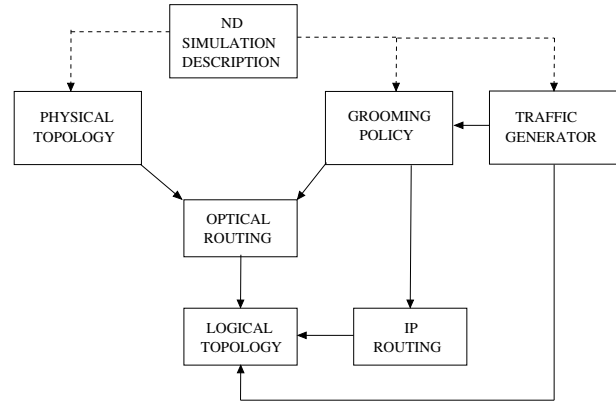 ND
SIMULATION
DESCRIPTION
PHYSICAL
TOPOLOGY
GROOMING
POLICY
TRAFFIC
GENERATOR
OPTICAL
ROUTING
LOGICAL
TOPOLOGY
IP
ROUTING